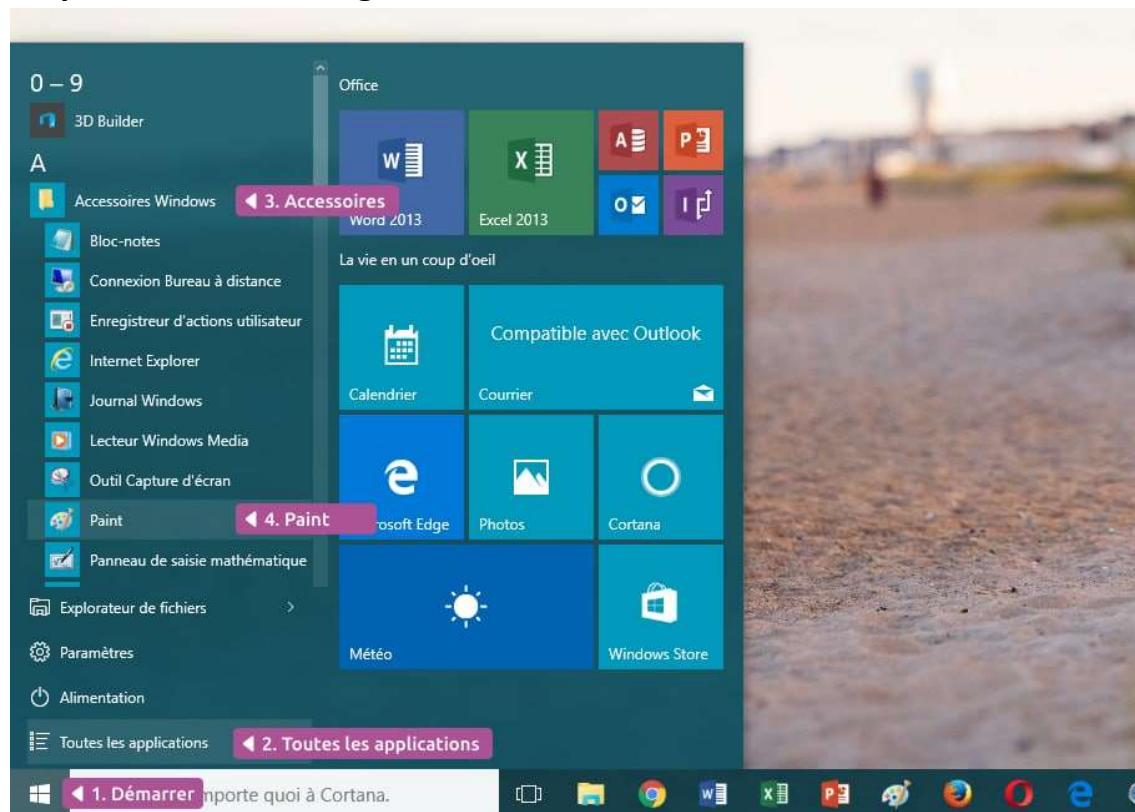 0 – 9
3D Builder
A
Accessoires Windows
3. Accessoires
Bloc-notes
Connexion Bureau à distance
Enregistreur d'actions utilisateur
Internet Explorer
Journal Windows
Lecteur Windows Media
Outil Capture d'écran
Paint
4. Paint
Panneau de saisie mathématique
Explorateur de fichiers
Paramètres
Alimentation
Toutes les applications
2. Toutes les applications
1. Démarrer
quoi à Cortana.
Office
Word 2013
Excel 2013
La vie en un coup d'oeil
Calendrier
Compatible avec Outlook
Courrier
Edge
Photos
Cortana
Météo
Windows Store